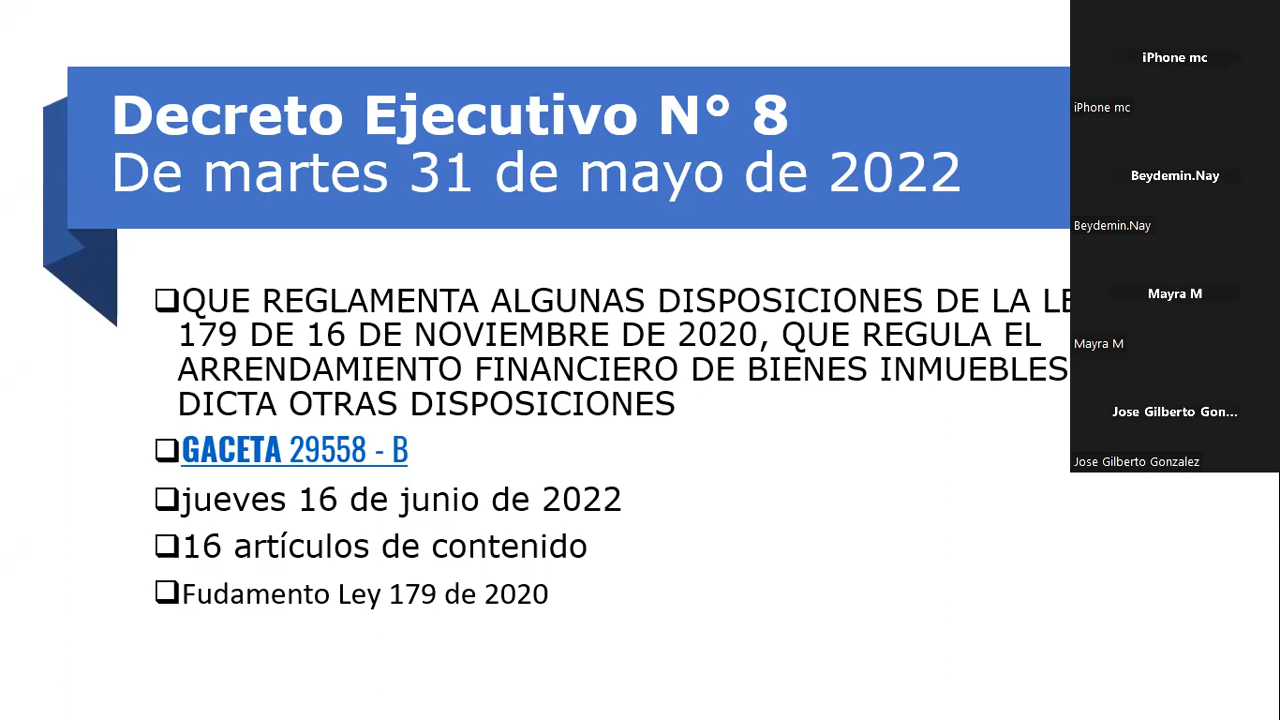 Decreto Ejecutivo N° 8
De martes 31 de mayo de 2022
QUE REGLAMENTA ALGUNAS DISPOSICIONES DE LA
179 DE 16 DE NOVIEMBRE DE 2020, QUE REGULA EL
ARRENDAMIENTO FINANCIERO DE BIENES INMUEBLES
DICTA OTRAS DISPOSICIONES
GACETA 29558 - B
jueves 16 de junio de 2022
16 artículos de contenido
Fudamento Ley 179 de 2020
iPhone mc
iPhone mc
Beydemin.Nay
Beydemin.Nay
Mayra M
Mayra M
Jose Gilberto Gon...
Jose Gilberto Gonzalez